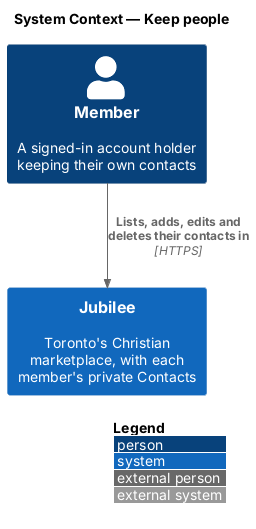 System Context — Keep people
Member
A signed-in account holder
keeping their own contacts
Lists, adds, edits and
deletes their contacts in
[HTTPS]
Jubilee
Toronto's Christian
marketplace, with each
member's private Contacts
Legend
person
system
external person
external system